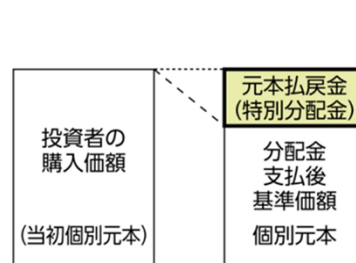 投資者の
購入価額
(当初個別元本)
元本払戻金
(特別分配金)
分配金
支払後
基準価額
個別元本